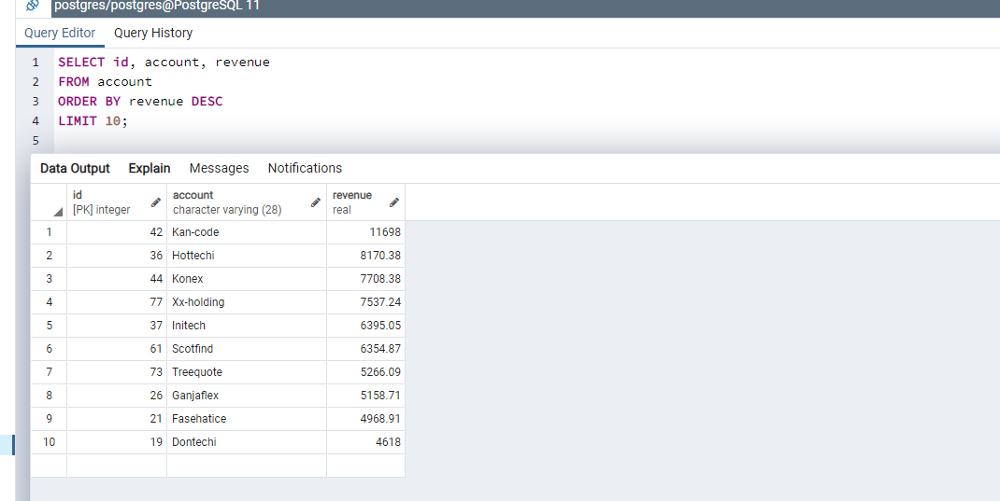 postgres/postgres@PostgreSQL 11
Query Editor Query History
1 SELECT id, account, revenue
2 FROM account
3 ORDER BY revenue DESC
4 LIMIT 10;
5
Data Output Explain Messages Notifications
id account revenue
[PK] integer character varying (28) real
1 42 Kan-code 11698
2 36 Hottechi 8170.38
3 44 Konex 7708.38
4 77 Xx-holding 7537.24
5 37 Initech 6395.05
6 61 Scotfind 6354.87
7 73 Treequote 5266.09
8 26 Ganjaflex 5158.71
9 21 Fasehatice 4968.91
10 19 Dontechi 4618